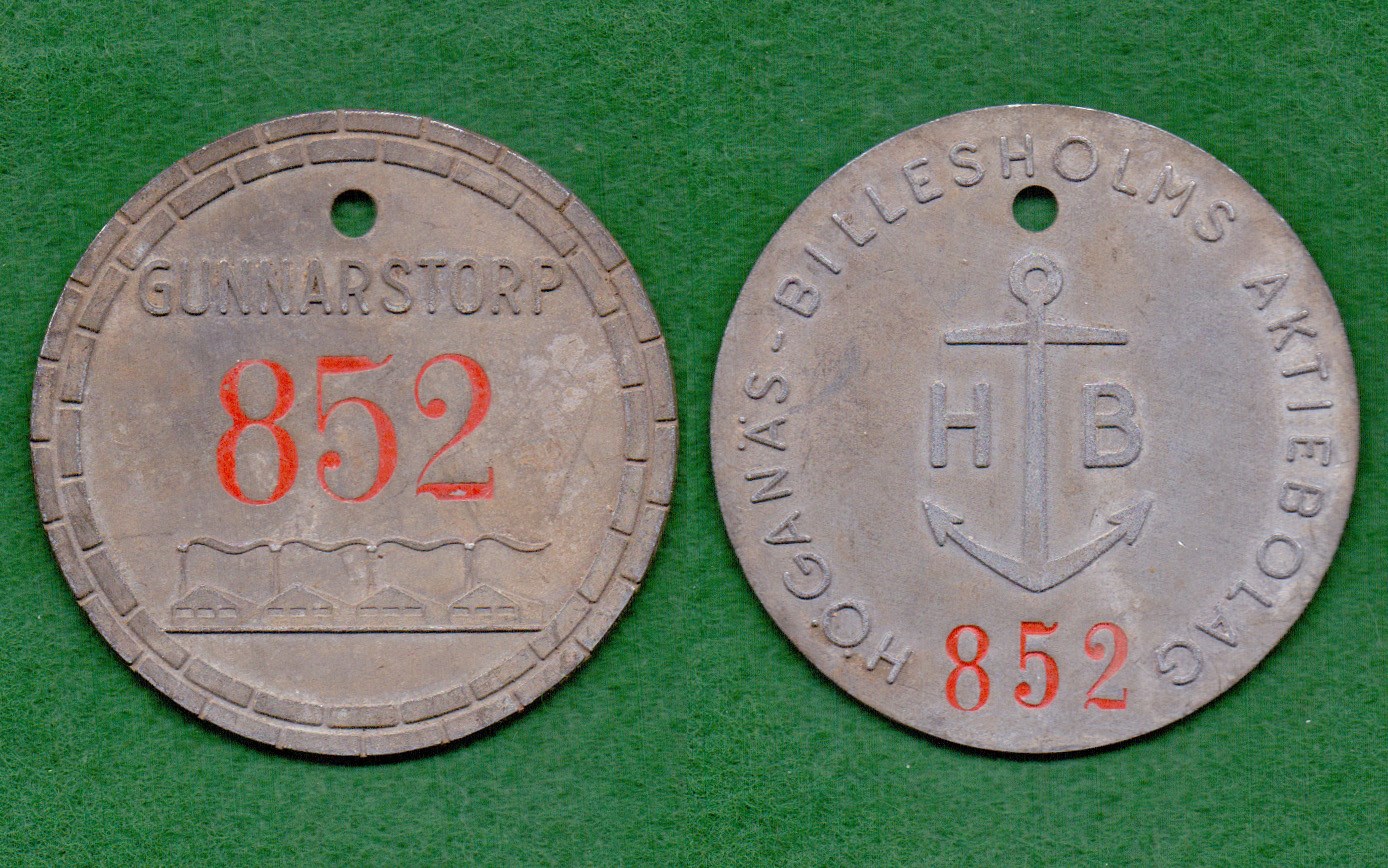 GUNNARSTORP
852
HÖGANÄS-BILLESHOLMS AKTIEBOLAG
H B
852